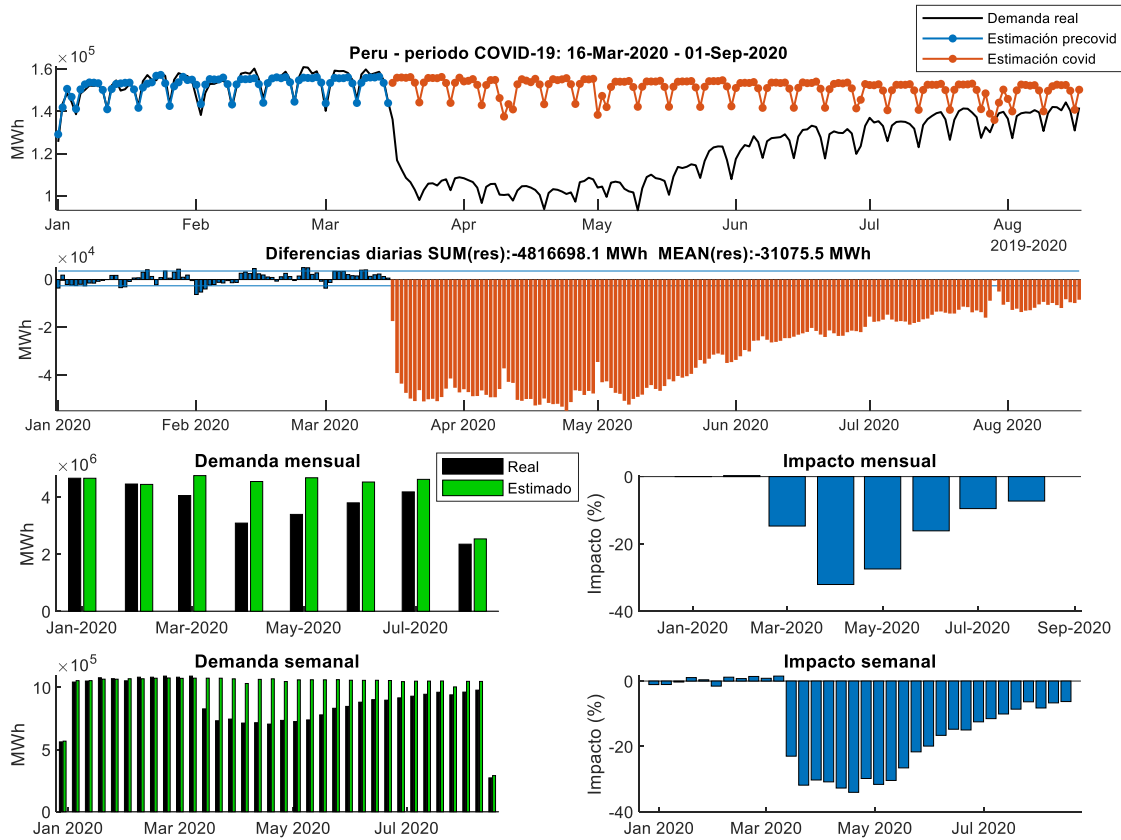 Demanda real
Estimación precovid
Estimación covid
Peru - periodo COVID-19: 16-Mar-2020 - 01-Sep-2020
×10^5
1.6
1.4
1.2
1
MWh
Jan Feb Mar Apr May Jun Jul Aug
2019-2020
Diferencias diarias SUM(res):-4816698.1 MWh MEAN(res):-31075.5 MWh
×10^4
0
-2
-4
MWh
Jan 2020 Feb 2020 Mar 2020 Apr 2020 May 2020 Jun 2020 Jul 2020 Aug 2020
Demanda mensual
×10^6
Real
Estimado
4
2
0
MWh
Jan-2020 Mar-2020 May-2020 Jul-2020
Impacto mensual
0
-20
-40
Impacto (%)
Jan-2020 Mar-2020 May-2020 Jul-2020 Sep-2020
Demanda semanal
×10^5
10
5
0
MWh
Jan 2020 Mar 2020 May 2020 Jul 2020
Impacto semanal
0
-20
-40
Impacto (%)
Jan 2020 Mar 2020 May 2020 Jul 2020